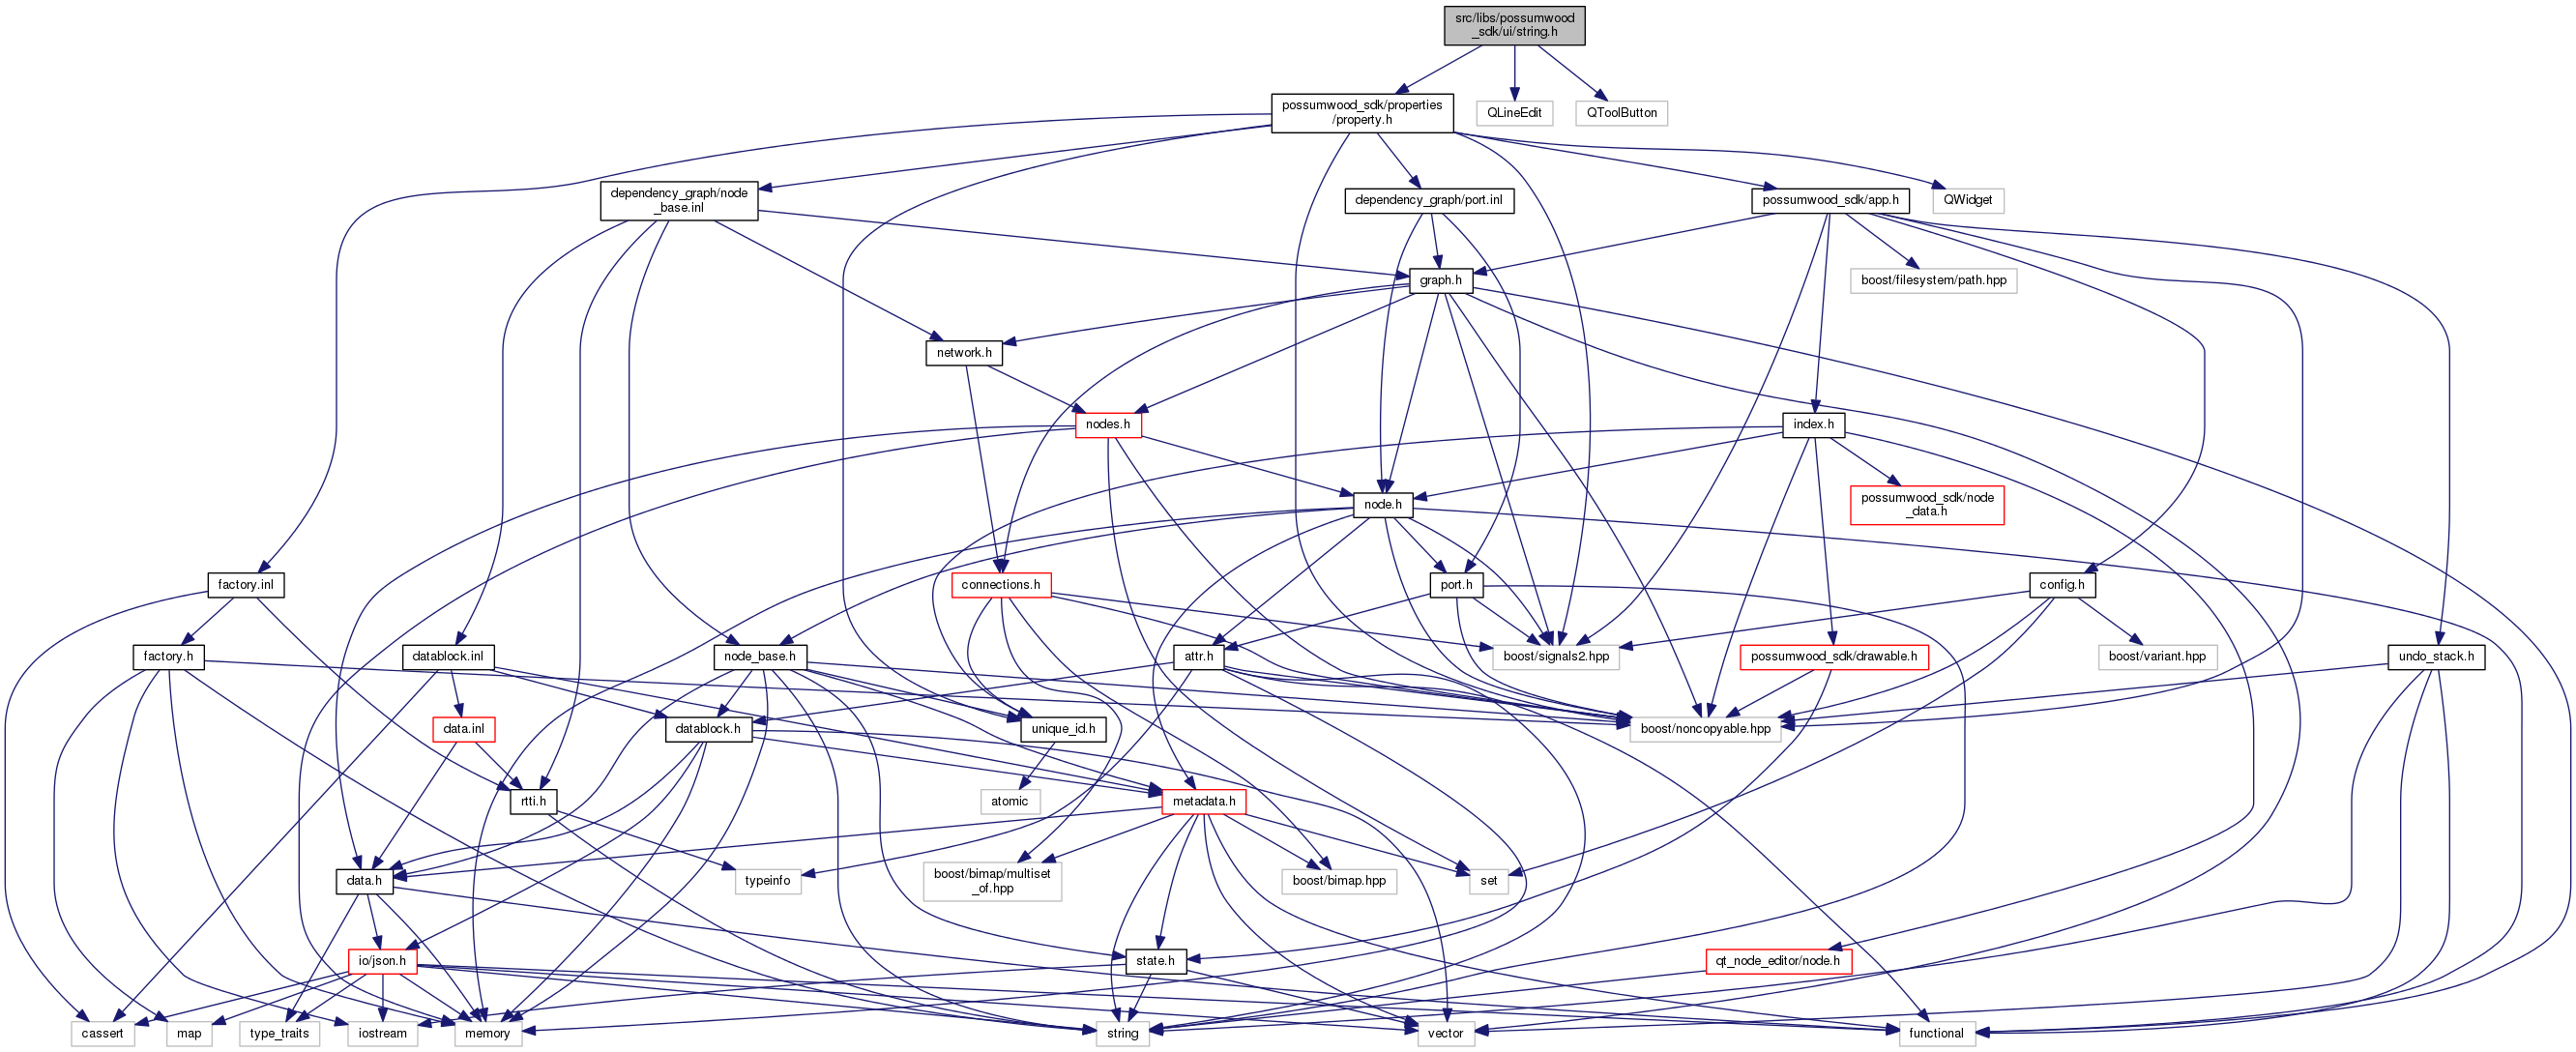 src/libs/possumwood
_sdk/ui/string.h
possumwood_sdk/properties
/property.h
QLineEdit
QToolButton
dependency_graph/node
_base.inl
dependency_graph/port.inl
possumwood_sdk/app.h
QWidget
graph.h
boost/filesystem/path.hpp
network.h
nodes.h
index.h
node.h
possumwood_sdk/node
_data.h
factory.inl
connections.h
port.h
config.h
factory.h
datablock.inl
node_base.h
attr.h
boost/signals2.hpp
possumwood_sdk/drawable.h
boost/variant.hpp
undo_stack.h
data.inl
datablock.h
unique_id.h
boost/noncopyable.hpp
rtti.h
atomic
metadata.h
data.h
typeinfo
boost/bimap/multiset
_of.hpp
boost/bimap.hpp
set
io/json.h
state.h
qt_node_editor/node.h
cassert
map
type_traits
iostream
memory
string
vector
functional